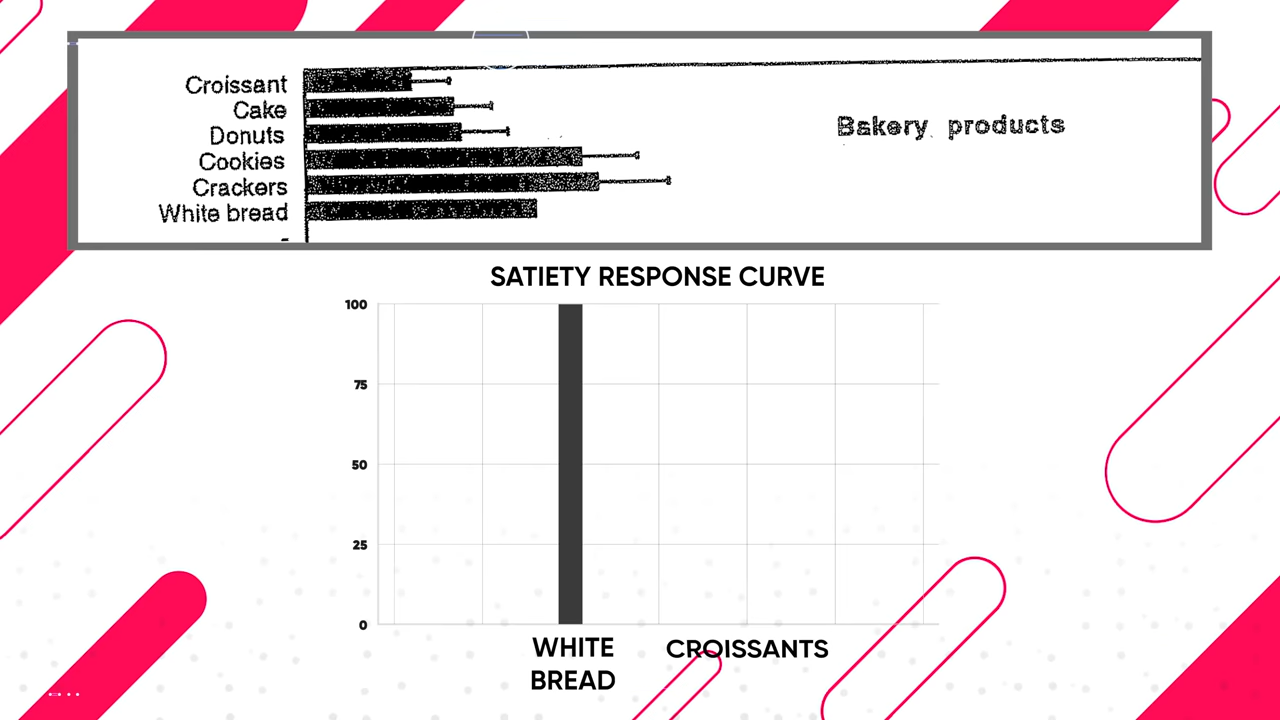 Croissant
Cake
Donuts
Cookies
Crackers
White bread
Bakery products
SATIETY RESPONSE CURVE
100
75
50
25
0
WHITE
BREAD
CROISSANTS